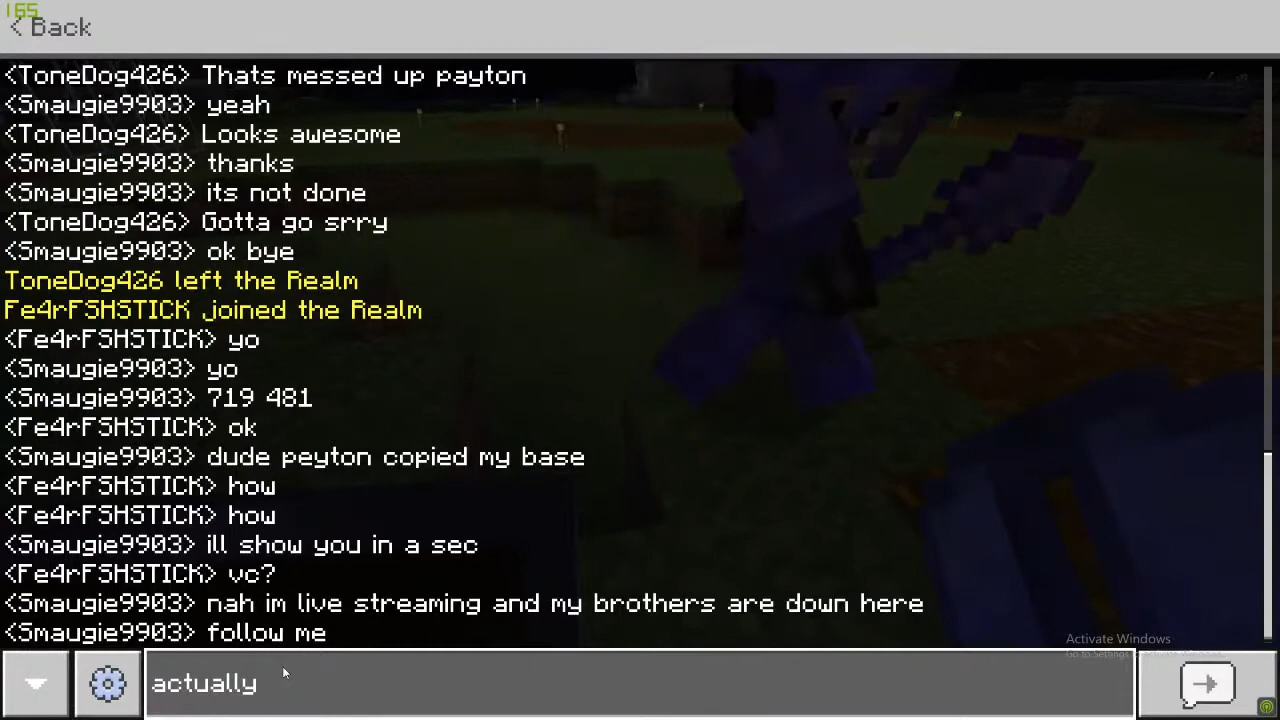 165
< Back
<ToneDog426> Thats messed up payton
<Smaugie9903> yeah
<ToneDog426> Looks awesome
<Smaugie9903> thanks
<Smaugie9903> its not done
<ToneDog426> Gotta go srry
<Smaugie9903> ok bye
ToneDog426 left the Realm
Fe4rFSHSTICK joined the Realm
<Fe4rFSHSTICK> yo
<Smaugie9903> yo
<Smaugie9903> 719 481
<Fe4rFSHSTICK> ok
<Smaugie9903> dude peyton copied my base
<Fe4rFSHSTICK> how
<Fe4rFSHSTICK> how
<Smaugie9903> ill show you in a sec
<Fe4rFSHSTICK> vc?
<Smaugie9903> nah im live streaming and my brothers are down here
<Smaugie9903> follow me
Activate Windows
Go to Settings
actually